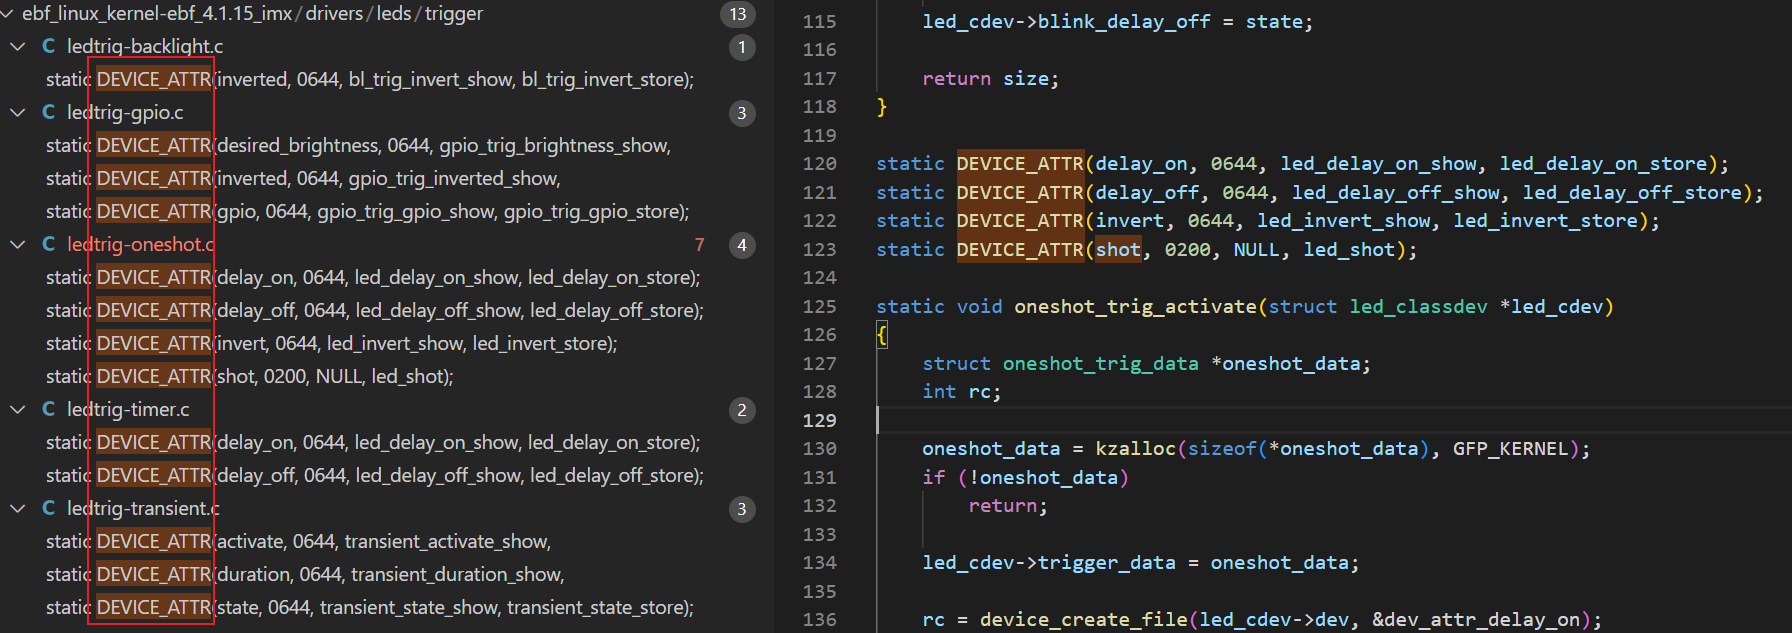 ebf_linux_kernel-ebf_4.1.15_imx/drivers/leds/trigger 13
C ledtrig-backlight.c 1
static DEVICE_ATTR(inverted, 0644, bl_trig_invert_show, bl_trig_invert_store);
C ledtrig-gpio.c 3
static DEVICE_ATTR(desired_brightness, 0644, gpio_trig_brightness_show,
static DEVICE_ATTR(inverted, 0644, gpio_trig_inverted_show,
static DEVICE_ATTR(gpio, 0644, gpio_trig_gpio_show, gpio_trig_gpio_store);
C ledtrig-oneshot.c 7 4
static DEVICE_ATTR(delay_on, 0644, led_delay_on_show, led_delay_on_store);
static DEVICE_ATTR(delay_off, 0644, led_delay_off_show, led_delay_off_store);
static DEVICE_ATTR(invert, 0644, led_invert_show, led_invert_store);
static DEVICE_ATTR(shot, 0200, NULL, led_shot);
C ledtrig-timer.c 2
static DEVICE_ATTR(delay_on, 0644, led_delay_on_show, led_delay_on_store);
static DEVICE_ATTR(delay_off, 0644, led_delay_off_show, led_delay_off_store);
C ledtrig-transient.c 3
static DEVICE_ATTR(activate, 0644, transient_activate_show,
static DEVICE_ATTR(duration, 0644, transient_duration_show,
static DEVICE_ATTR(state, 0644, transient_state_show, transient_state_store);
115 led_cdev->blink_delay_off = state;
116
117 return size;
118 }
119
120 static DEVICE_ATTR(delay_on, 0644, led_delay_on_show, led_delay_on_store);
121 static DEVICE_ATTR(delay_off, 0644, led_delay_off_show, led_delay_off_store);
122 static DEVICE_ATTR(invert, 0644, led_invert_show, led_invert_store);
123 static DEVICE_ATTR(shot, 0200, NULL, led_shot);
124
125 static void oneshot_trig_activate(struct led_classdev *led_cdev)
126 {
127 struct oneshot_trig_data *oneshot_data;
128 int rc;
129
130 oneshot_data = kzalloc(sizeof(*oneshot_data), GFP_KERNEL);
131 if (!oneshot_data)
132 return;
133
134 led_cdev->trigger_data = oneshot_data;
135
136 rc = device_create_file(led_cdev->dev, &dev_attr_delay_on);